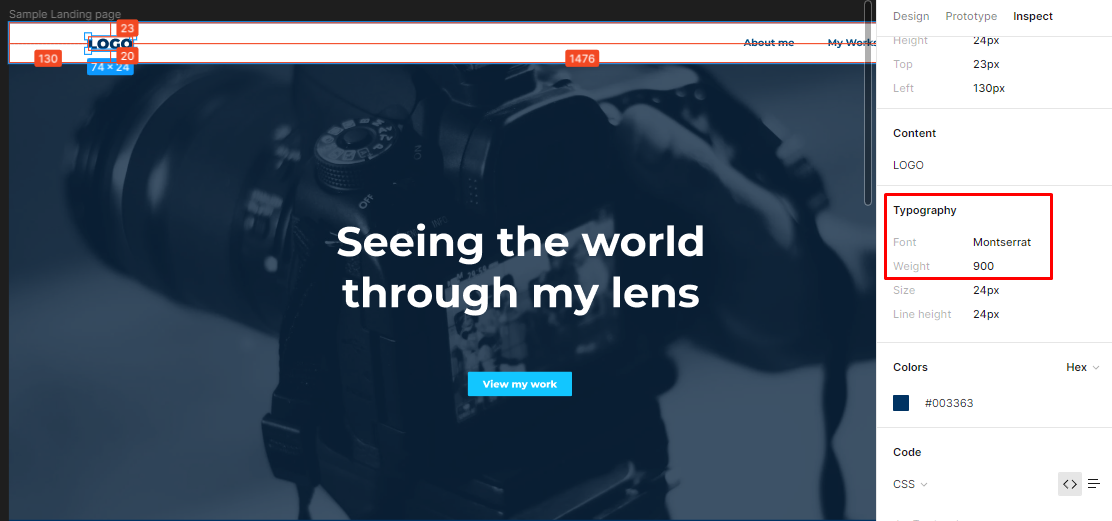 Sample Landing page
23
LOGO
20
130
74 × 24
1476
About me
My Works
Seeing the world
through my lens
View my work
Design Prototype Inspect
Height 24px
Top 23px
Left 130px
Content
LOGO
Typography
Font Montserrat
Weight 900
Size 24px
Line height 24px
Colors Hex
#003363
Code
CSS